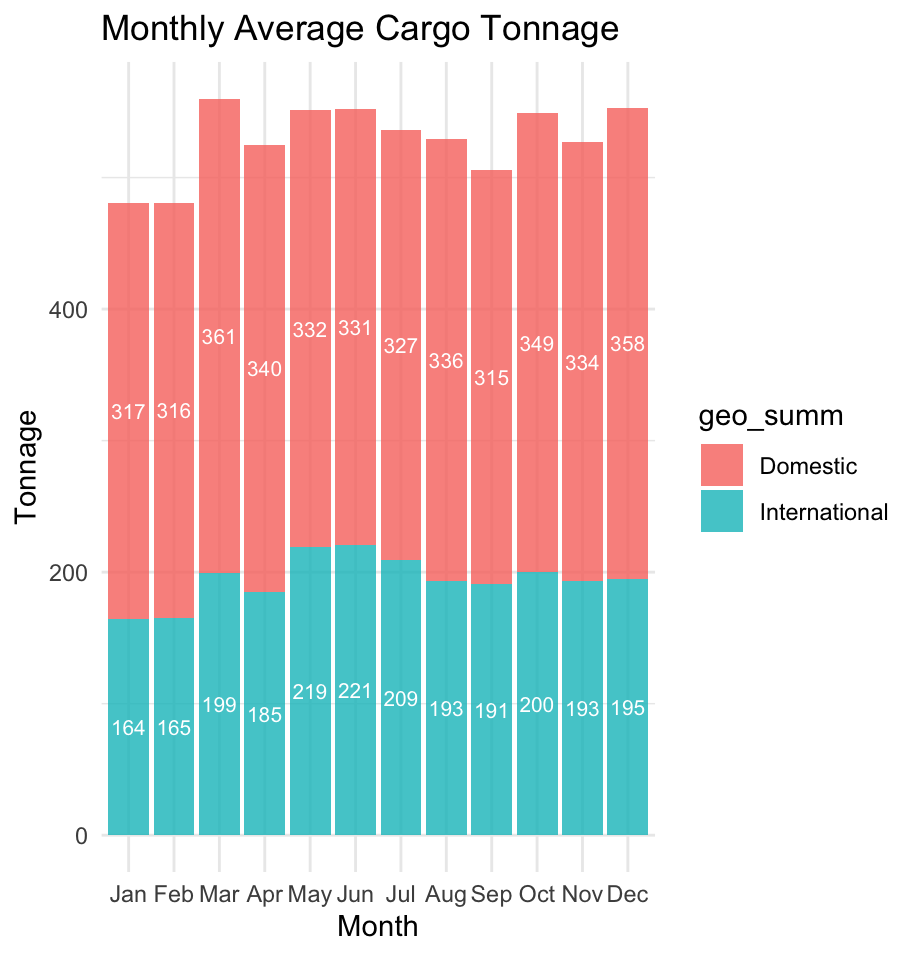 Monthly Average Cargo Tonnage
Tonnage
400
200
0
317 316 361 340 332 331 327 336 315 349 334 358
164 165 199 185 219 221 209 193 191 200 193 195
Jan Feb Mar Apr May Jun Jul Aug Sep Oct Nov Dec
Month
geo_summ
Domestic
International